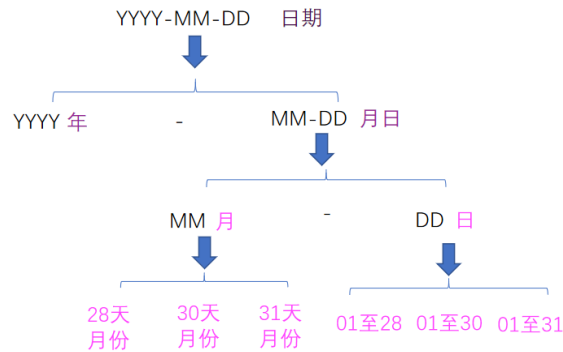 YYYY-MM-DD 日期
YYYY 年 - MM-DD 月日
MM 月 - DD 日
28天 30天 31天
月份 月份 月份
01至28 01至30 01至31